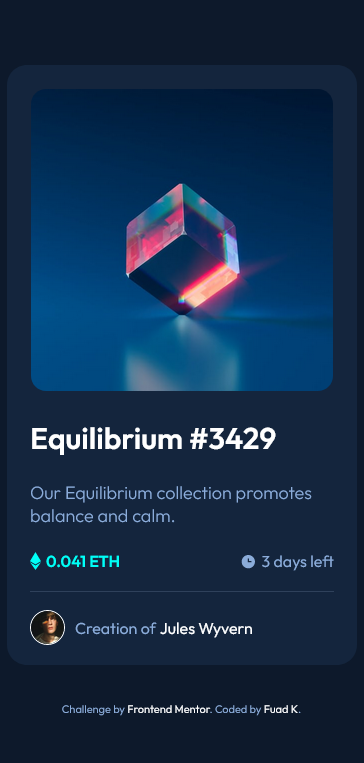 Equilibrium #3429
Our Equilibrium collection promotes
balance and calm.
0.041 ETH
3 days left
Creation of Jules Wyvern
Challenge by Frontend Mentor. Coded by Fuad K.